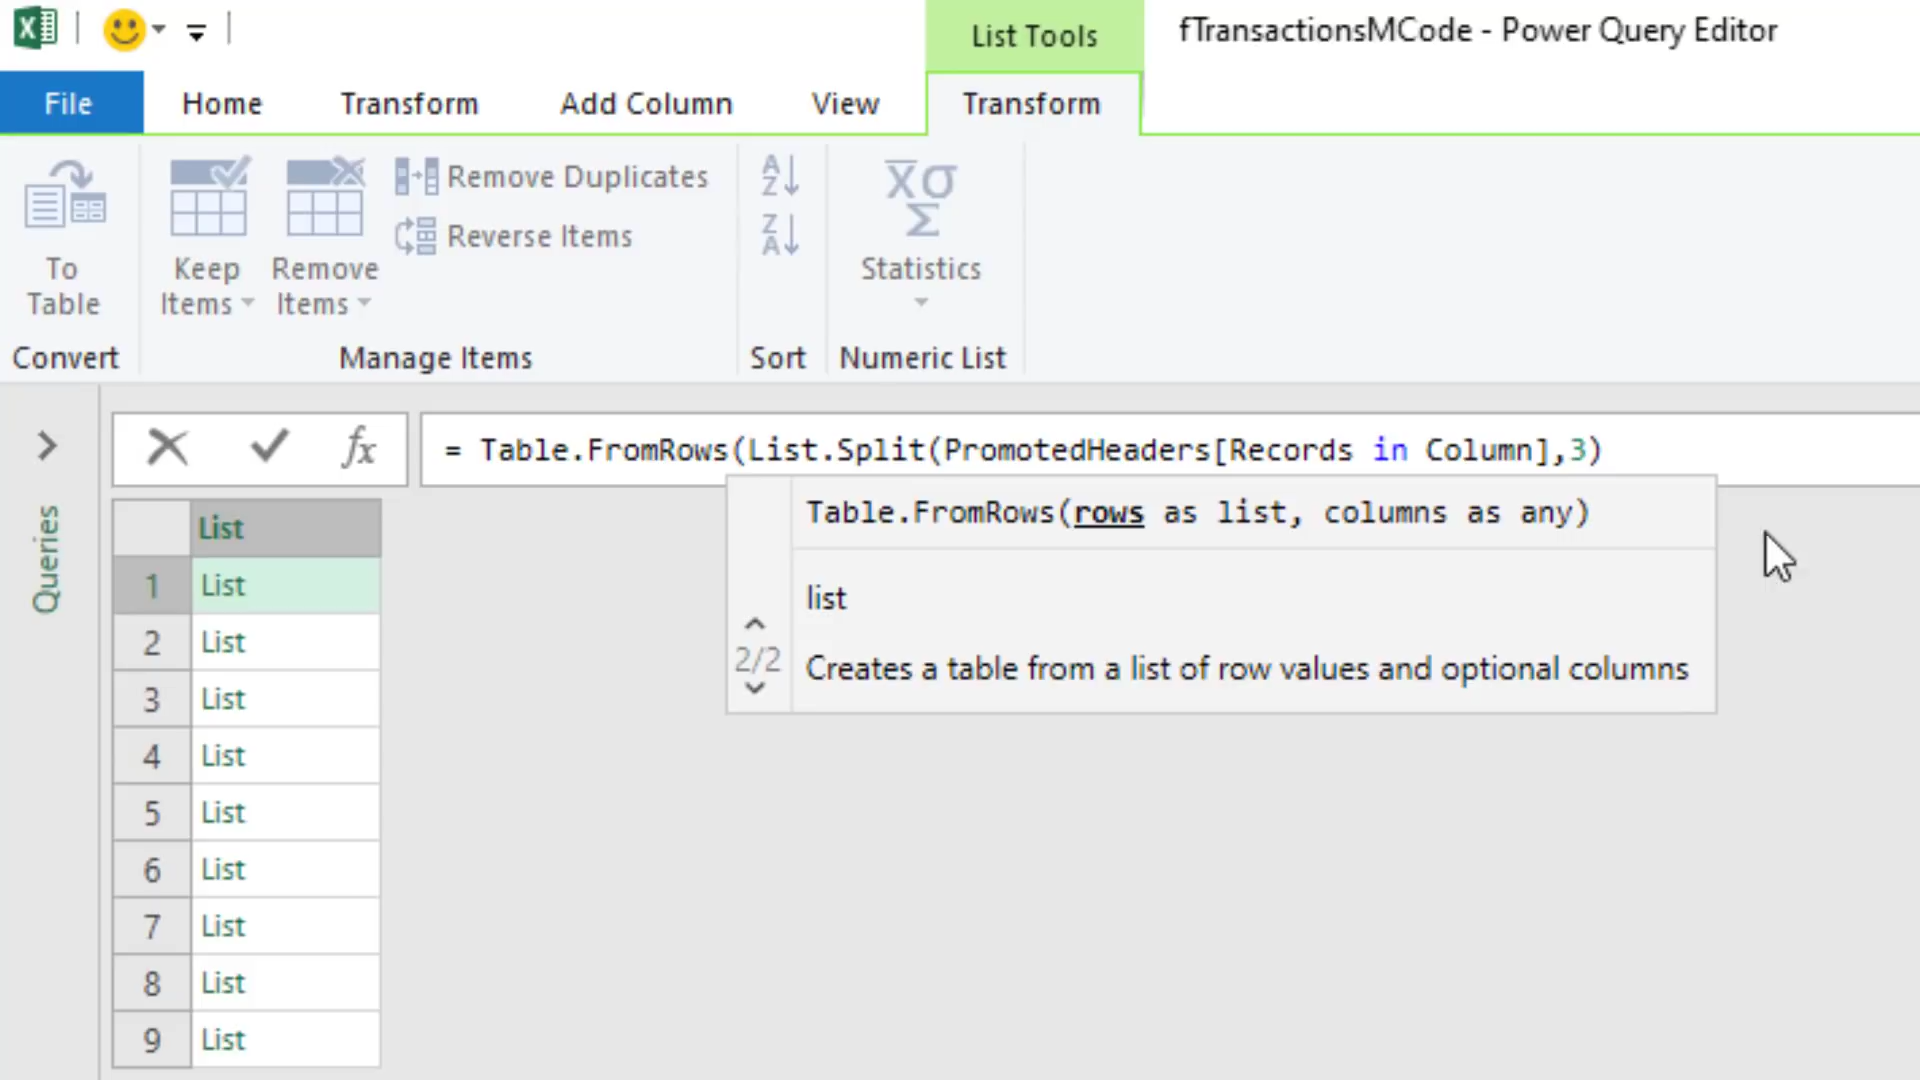 List Tools
fTransactionsMCode - Power Query Editor
File
Home
Transform
Add Column
View
Transform
To
Table
Keep
Items
Remove
Items
Remove Duplicates
Reverse Items
A
Z
Z
A
Statistics
Convert
Manage Items
Sort
Numeric List
fx
= Table.FromRows(List.Split(PromotedHeaders[Records in Column],3)
Table.FromRows(rows as list, columns as any)
list
2/2
Creates a table from a list of row values and optional columns
Queries
List
1 List
2 List
3 List
4 List
5 List
6 List
7 List
8 List
9 List